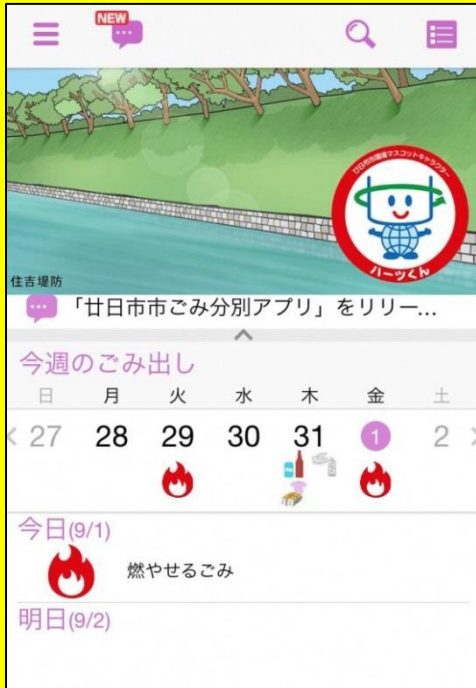 NEW
廿日市市環境マスコットキャラクター
ハーツくん
住吉堤防
「廿日市市ごみ分別アプリ」をリリー...
今週のごみ出し
日 月 火 水 木 金 土
27 28 29 30 31 1 2
今日(9/1)
燃やせるごみ
明日(9/2)